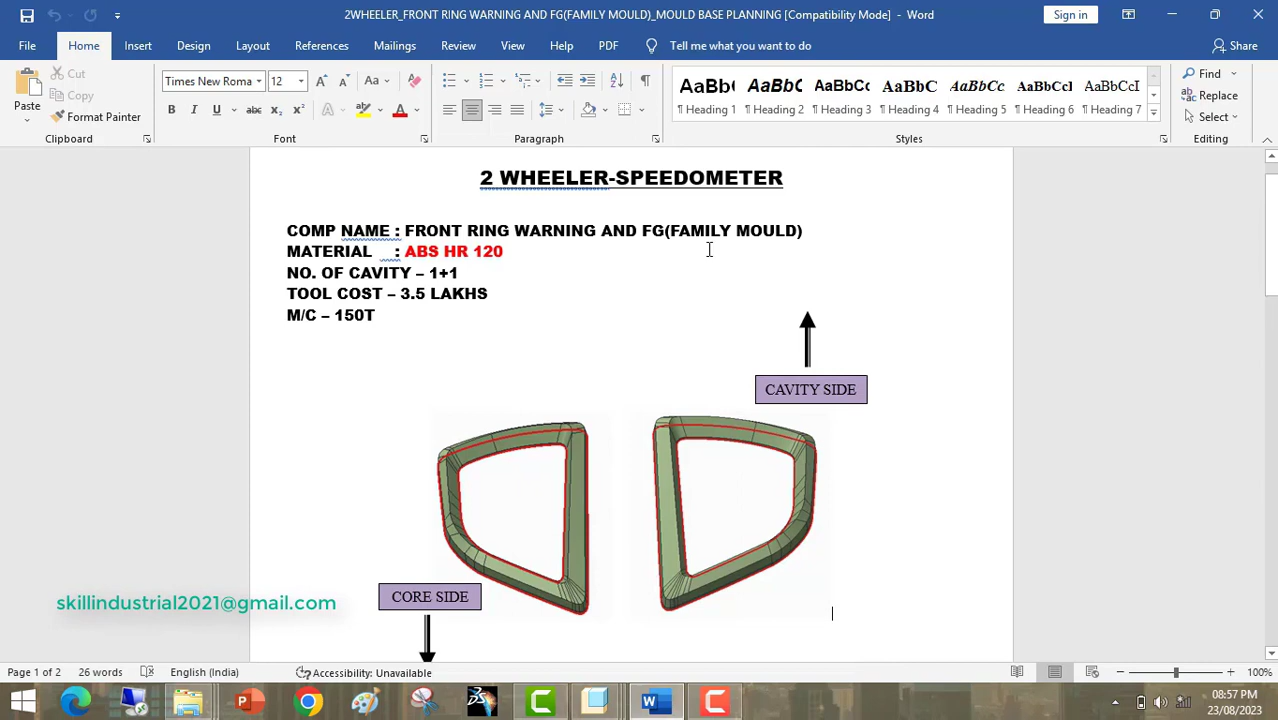 2WHEELER_FRONT RING WARNING AND FG(FAMILY MOULD)_MOULD BASE PLANNING [Compatibility Mode] - Word
Sign in
File Home Insert Design Layout References Mailings Review View Help PDF Tell me what you want to do Share
Paste
Cut
Copy
Format Painter
Clipboard
Times New Roma 12
Aa
B I U abc x₂ x² A A
Font
Paragraph
AaBb( AaBbC AaBbCc AaBbC AaBbCc AaBbCcI AaBbCcI
¶ Heading 1 ¶ Heading 2 ¶ Heading 3 ¶ Heading 4 ¶ Heading 5 ¶ Heading 6 ¶ Heading 7
Styles
Find
Replace
Select
Editing
2 WHEELER-SPEEDOMETER
COMP NAME : FRONT RING WARNING AND FG(FAMILY MOULD)
MATERIAL : ABS HR 120
NO. OF CAVITY – 1+1
TOOL COST – 3.5 LAKHS
M/C – 150T
CAVITY SIDE
CORE SIDE
skillindustrial2021@gmail.com
Page 1 of 2 26 words English (India) Accessibility: Unavailable 100%
08:57 PM
23/08/2023